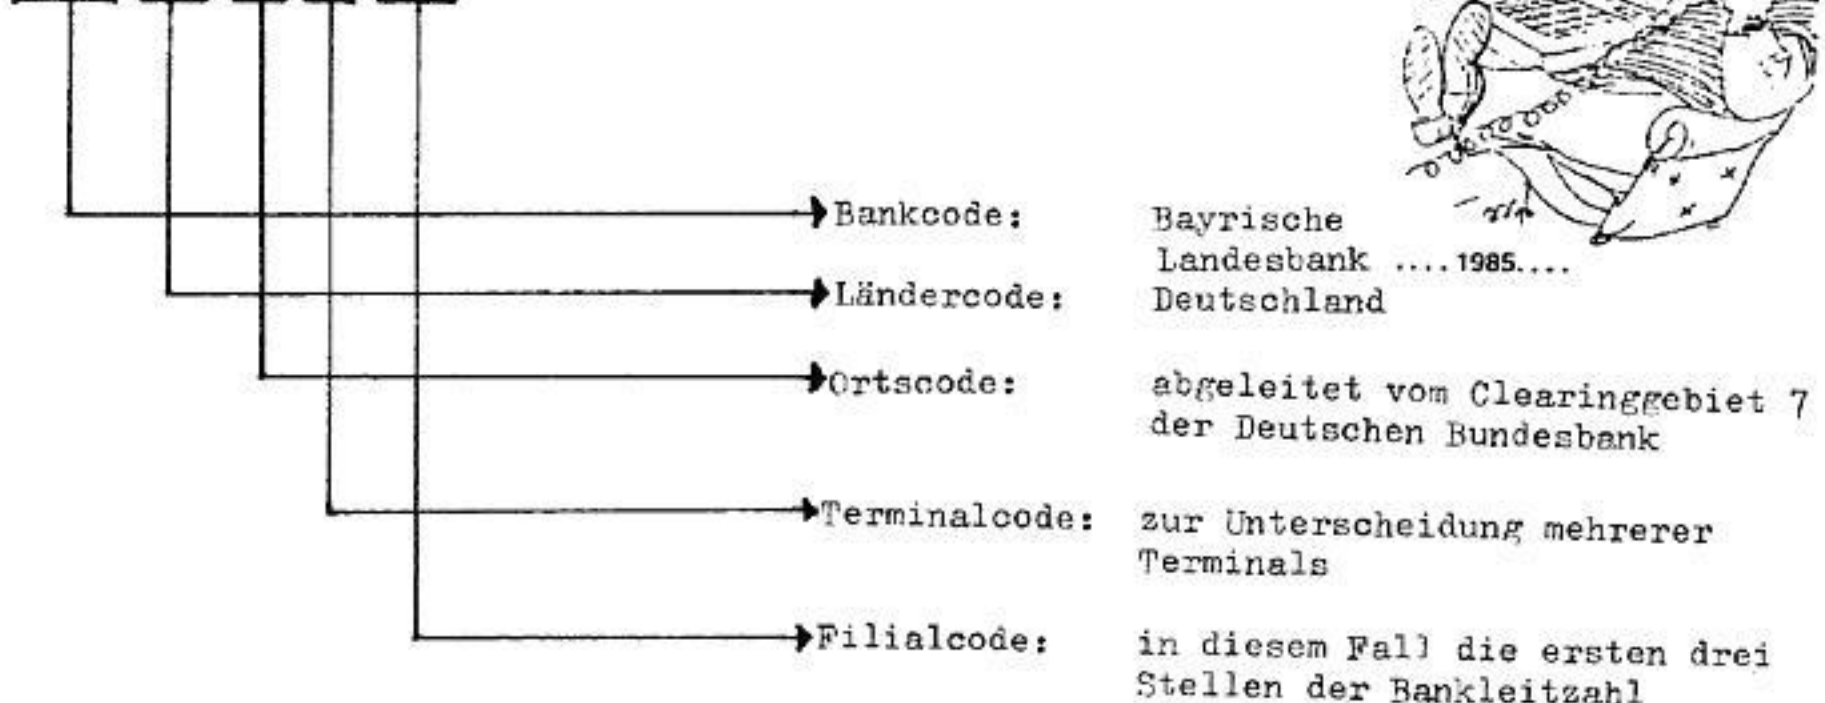 Bankcode: Bayrische
Landesbank ....1985....
Ländercode: Deutschland
Ortscode: abgeleitet vom Clearinggebiet 7
der Deutschen Bundesbank
Terminalcode: zur Unterscheidung mehrerer
Terminals
Filialcode: in diesem Fall die ersten drei
Stellen der Bankleitzahl